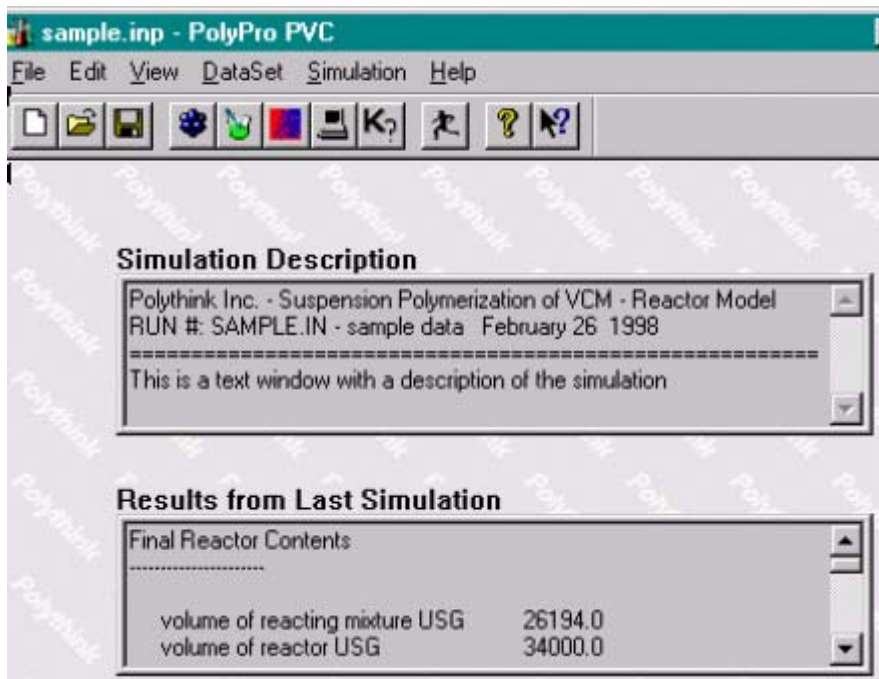 sample.inp - PolyPro PVC
File Edit View DataSet Simulation Help
K?
Simulation Description
Polythink Inc. - Suspension Polymerization of VCM - Reactor Model
RUN #: SAMPLE.IN - sample data February 26 1998
===========================================================
This is a text window with a description of the simulation
Results from Last Simulation
Final Reactor Contents
-----------------------
volume of reacting mixture USG 26194.0
volume of reactor USG 34000.0